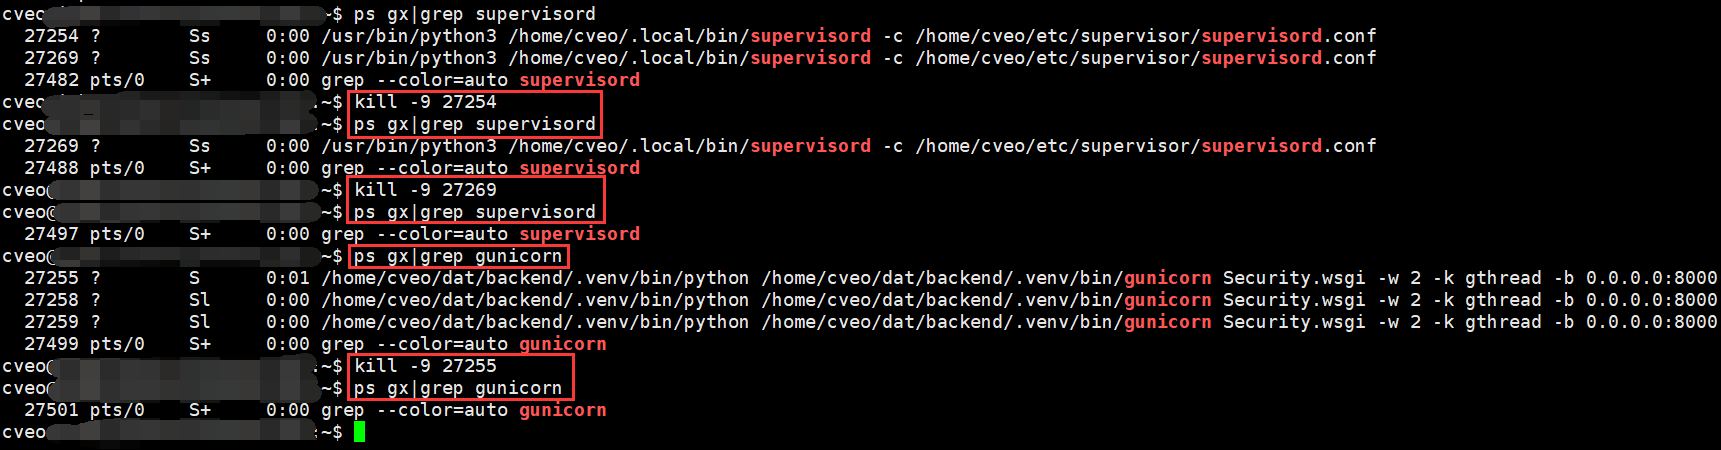 cveo ~$ ps gx|grep supervisord
27254 ? Ss 0:00 /usr/bin/python3 /home/cveo/.local/bin/supervisord -c /home/cveo/etc/supervisor/supervisord.conf
27269 ? Ss 0:00 /usr/bin/python3 /home/cveo/.local/bin/supervisord -c /home/cveo/etc/supervisor/supervisord.conf
27482 pts/0 S+ 0:00 grep --color=auto supervisord
cveo :~$ kill -9 27254
cveo :~$ ps gx|grep supervisord
27269 ? Ss 0:00 /usr/bin/python3 /home/cveo/.local/bin/supervisord -c /home/cveo/etc/supervisor/supervisord.conf
27488 pts/0 S+ 0:00 grep --color=auto supervisord
cveo@ ~$ kill -9 27269
cveo@ ~$ ps gx|grep supervisord
27497 pts/0 S+ 0:00 grep --color=auto supervisord
cveo@ ~$ ps gx|grep gunicorn
27255 ? S 0:01 /home/cveo/dat/backend/.venv/bin/python /home/cveo/dat/backend/.venv/bin/gunicorn Security.wsgi -w 2 -k gthread -b 0.0.0.0:8000
27258 ? Sl 0:00 /home/cveo/dat/backend/.venv/bin/python /home/cveo/dat/backend/.venv/bin/gunicorn Security.wsgi -w 2 -k gthread -b 0.0.0.0:8000
27259 ? Sl 0:00 /home/cveo/dat/backend/.venv/bin/python /home/cveo/dat/backend/.venv/bin/gunicorn Security.wsgi -w 2 -k gthread -b 0.0.0.0:8000
27499 pts/0 S+ 0:00 grep --color=auto gunicorn
cveo@ :~$ kill -9 27255
cveo@ :~$ ps gx|grep gunicorn
27501 pts/0 S+ 0:00 grep --color=auto gunicorn
cveo :~$